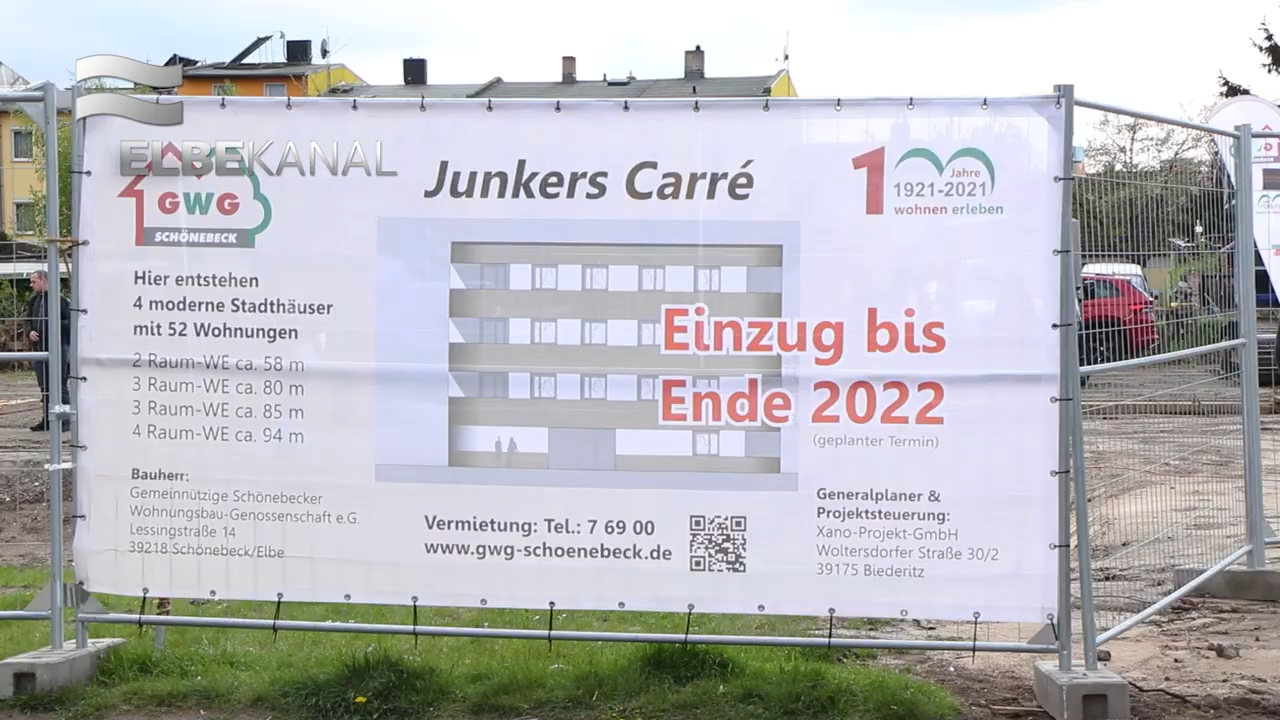 ELBEKANAL
GWG
SCHÖNEBECK
Junkers Carré
10 Jahre
1921-2021
wohnen erleben
Hier entstehen
4 moderne Stadthäuser
mit 52 Wohnungen
2 Raum-WE ca. 58 m
3 Raum-WE ca. 80 m
3 Raum-WE ca. 85 m
4 Raum-WE ca. 94 m
Einzug bis
Ende 2022
(geplanter Termin)
Bauherr:
Gemeinnützige Schönebecker
Wohnungsbau-Genossenschaft e.G.
Lessingstraße 14
39218 Schönebeck/Elbe
Vermietung: Tel.: 7 69 00
www.gwg-schoenebeck.de
Generalplaner &
Projektsteuerung:
Xano-Projekt-GmbH
Woltersdorfer Straße 30/2
39175 Biederitz